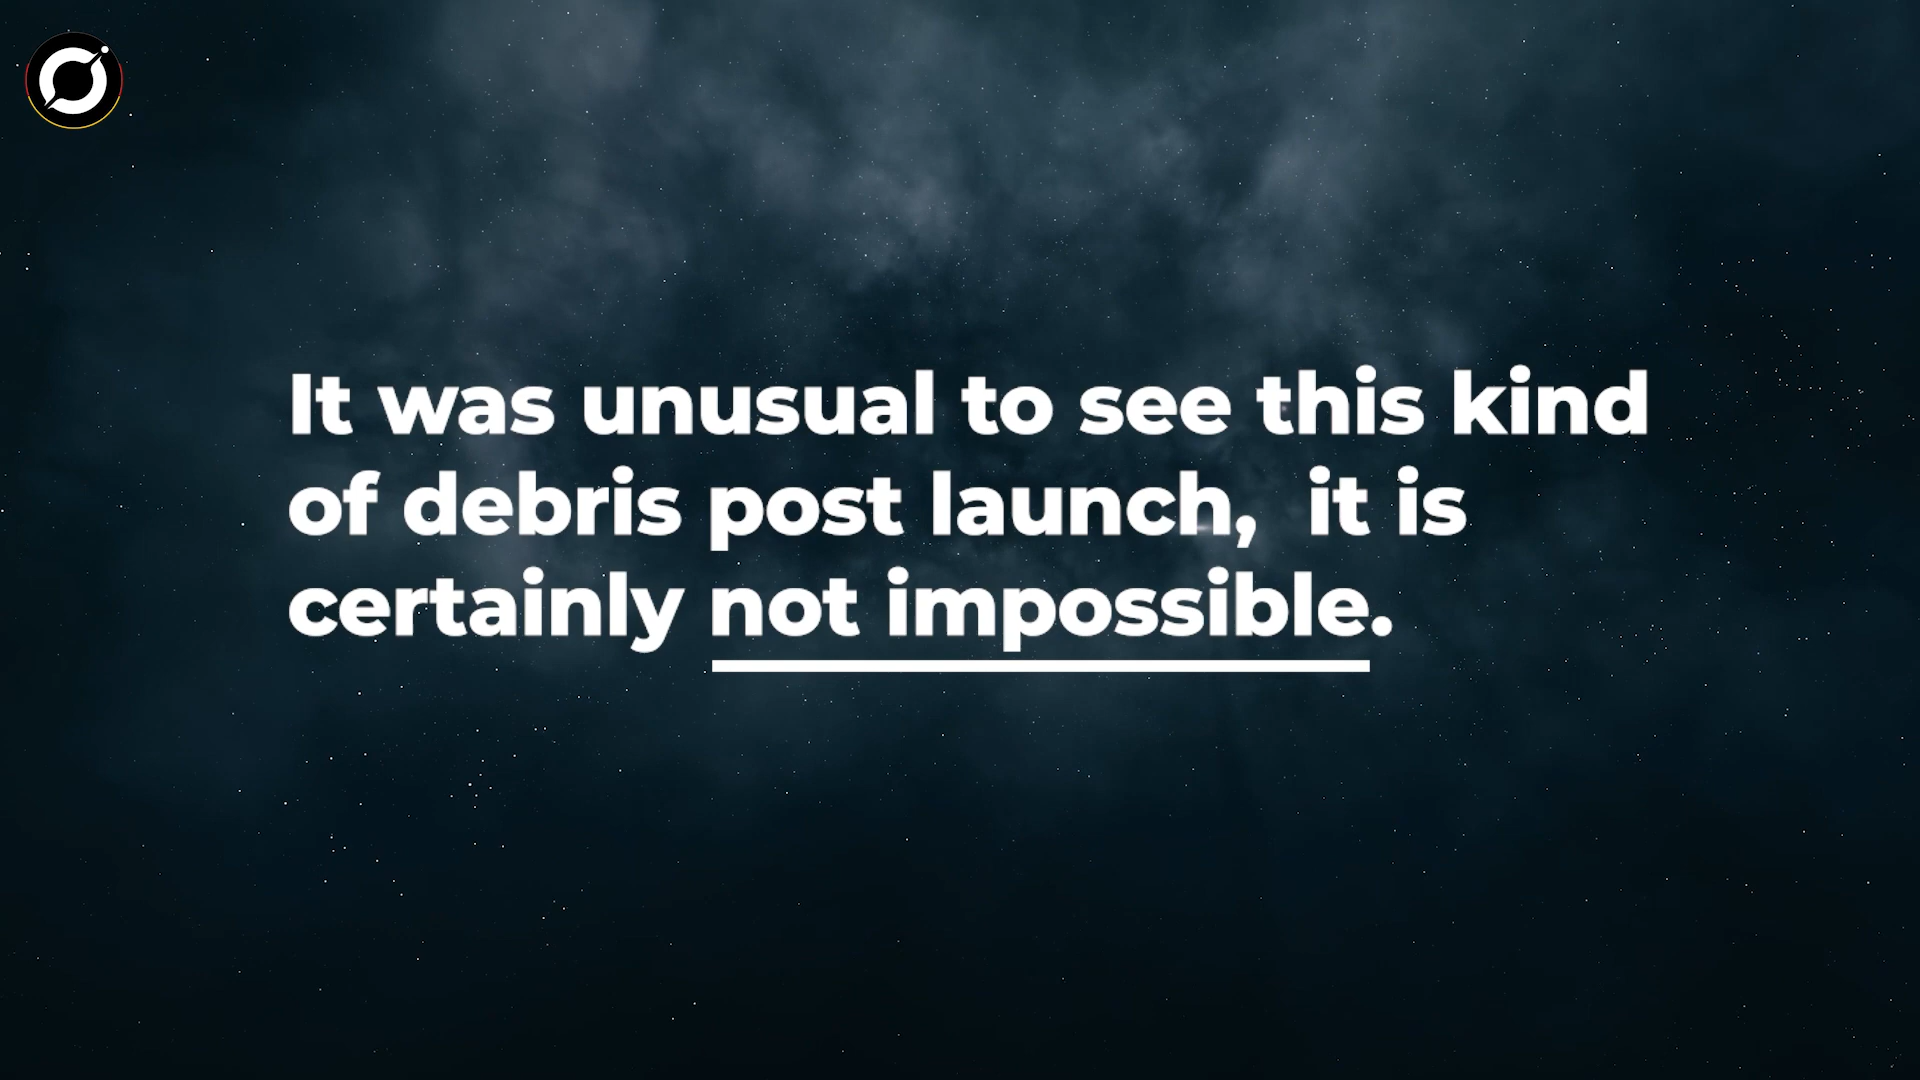 It was unusual to see this kind
of debris post launch,  it is
certainly not impossible.